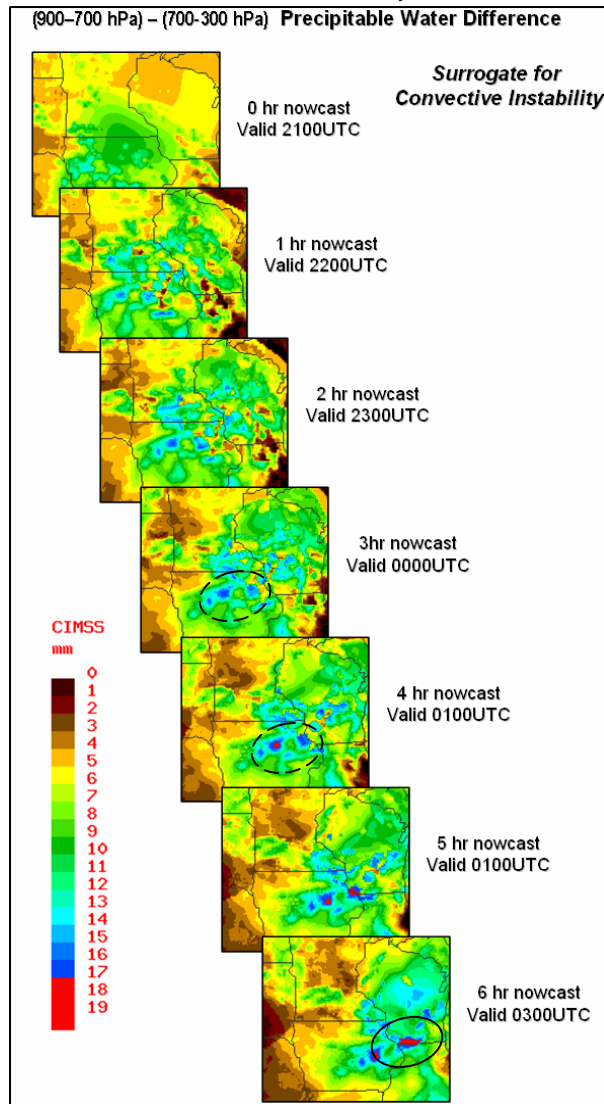 (900–700 hPa) – (700-300 hPa) Precipitable Water Difference
Surrogate for
Convective Instability
0 hr nowcast
Valid 2100UTC
1 hr nowcast
Valid 2200UTC
2 hr nowcast
Valid 2300UTC
3hr nowcast
Valid 0000UTC
4 hr nowcast
Valid 0100UTC
5 hr nowcast
Valid 0100UTC
6 hr nowcast
Valid 0300UTC
CIMSS
mm
0
1
2
3
4
5
6
7
8
9
10
11
12
13
14
15
16
17
18
19